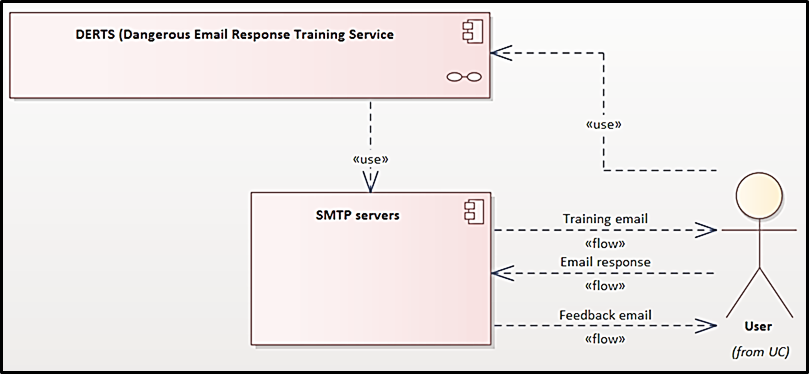 DERTS (Dangerous Email Response Training Service
«use»
«use»
SMTP servers
Training email
«flow»
Email response
«flow»
Feedback email
«flow»
User
(from UC)